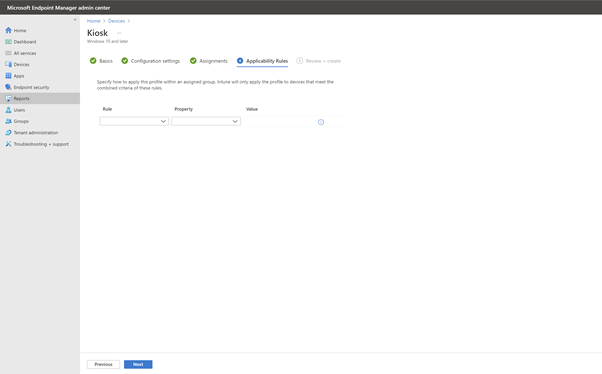 Microsoft Endpoint Manager admin center
«
Home > Devices >
Kiosk ...
Windows 10 and later
Home
Dashboard
All services
Devices
Apps
Endpoint security
Reports
Users
Groups
Tenant administration
Troubleshooting + support
Basics
Configuration settings
Assignments
4 Applicability Rules
5 Review + create
Specify how to apply this profile within an assigned group. Intune will only apply the profile to devices that meet the
combined criteria of these rules.
Rule Property Value
Previous Next